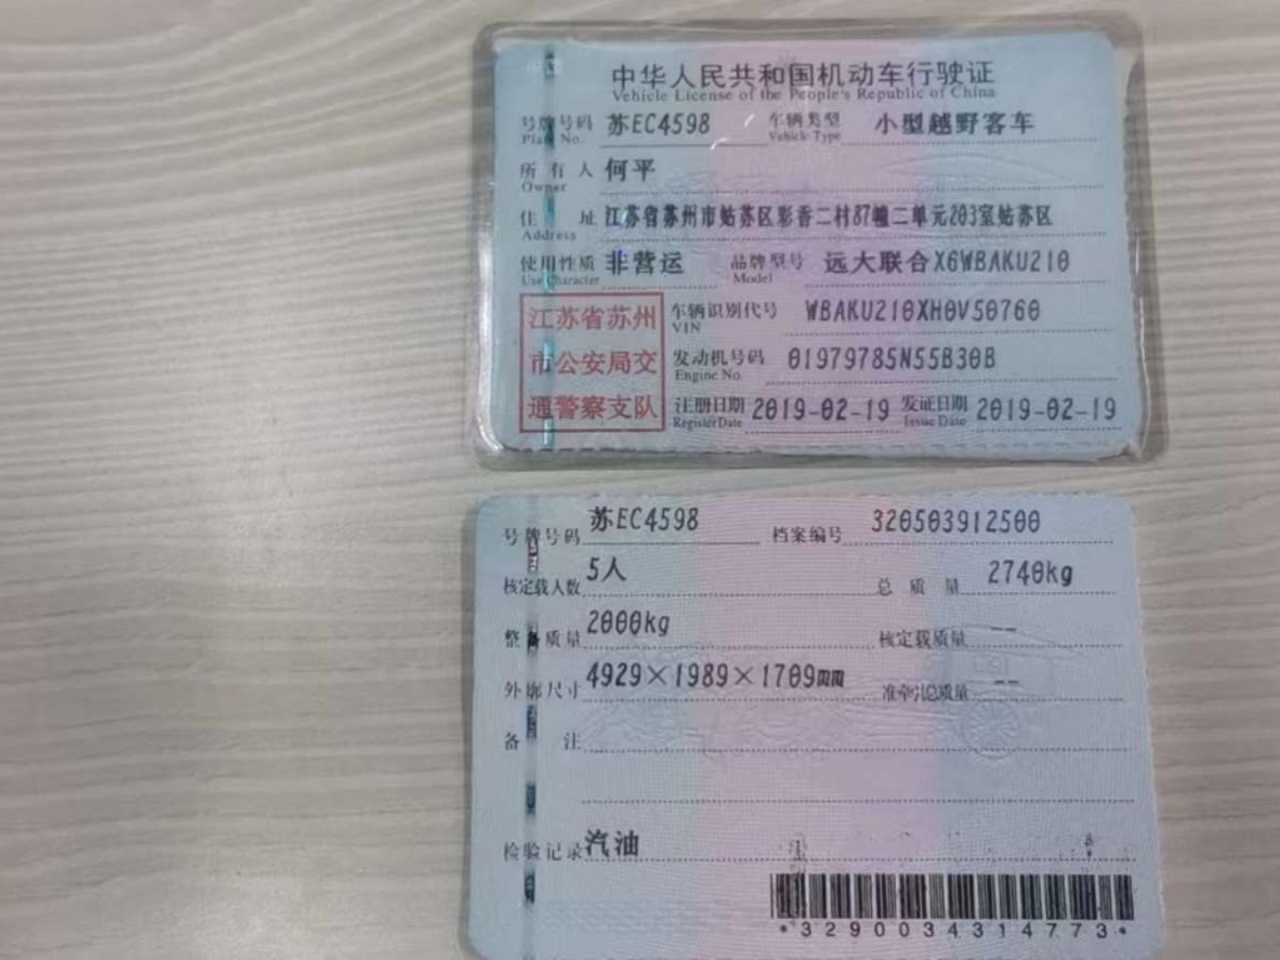 中华人民共和国机动车行驶证
Vehicle License of the People's Republic of China
号牌号码 苏EC4598 车辆类型 小型越野客车
Plate No. Vehicle Type
所有人 何平
Owner
住址 江苏省苏州市姑苏区彩香二村87幢二单元203室姑苏区
Address
使用性质 非营运 品牌型号 远大联合X6WBAKU210
Use Character Model
江苏省苏州 车辆识别代号 WBAKU210XH0V50760
VIN
市公安局交 发动机号码 01979785N55B30B
Engine No.
通警察支队 注册日期 2019-02-19 发证日期 2019-02-19
Register Date Issue Date
号牌号码 苏EC4598 档案编号 320503912500
核定载人数 5人 总质量 2740kg
整备质量 2000kg 核定载质量 --
外廓尺寸 4929×1989×1709mm 准牵引总质量 --
备注
检验记录 汽油
*3290034314773*